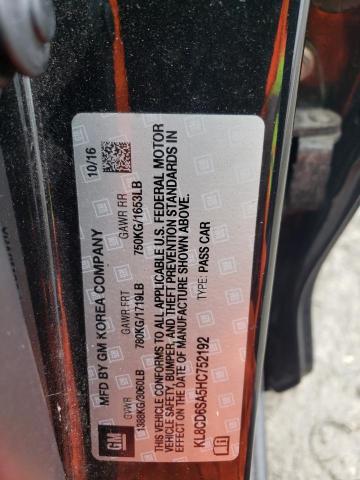 MFD BY GM KOREA COMPANY 10/16
GVWR GAWR FRT GAWR RR
1388KG/3060LB 780KG/1719LB 750KG/1653LB
THIS VEHICLE CONFORMS TO ALL APPLICABLE U.S. FEDERAL MOTOR
VEHICLE SAFETY, BUMPER, AND THEFT PREVENTION STANDARDS IN
EFFECT ON THE DATE OF MANUFACTURE SHOWN ABOVE.
KL8CD6SA5HC752192 TYPE: PASS CAR
GM